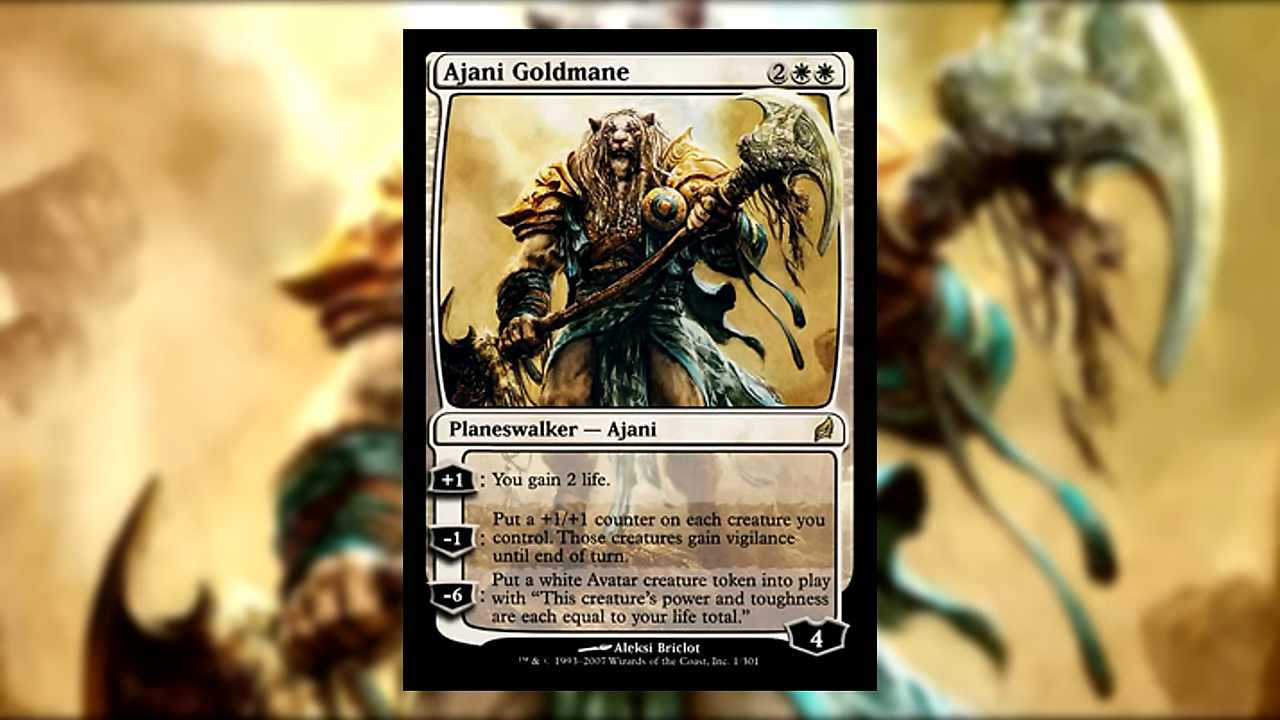 Ajani Goldmane 2
Planeswalker — Ajani
+1 : You gain 2 life.
Put a +1/+1 counter on each creature you
-1 : control. Those creatures gain vigilance
until end of turn.
Put a white Avatar creature token into play
-6 : with “This creature's power and toughness
are each equal to your life total.”
4
Aleksi Briclot
™ & © 1993–2007 Wizards of the Coast, Inc. 1/301